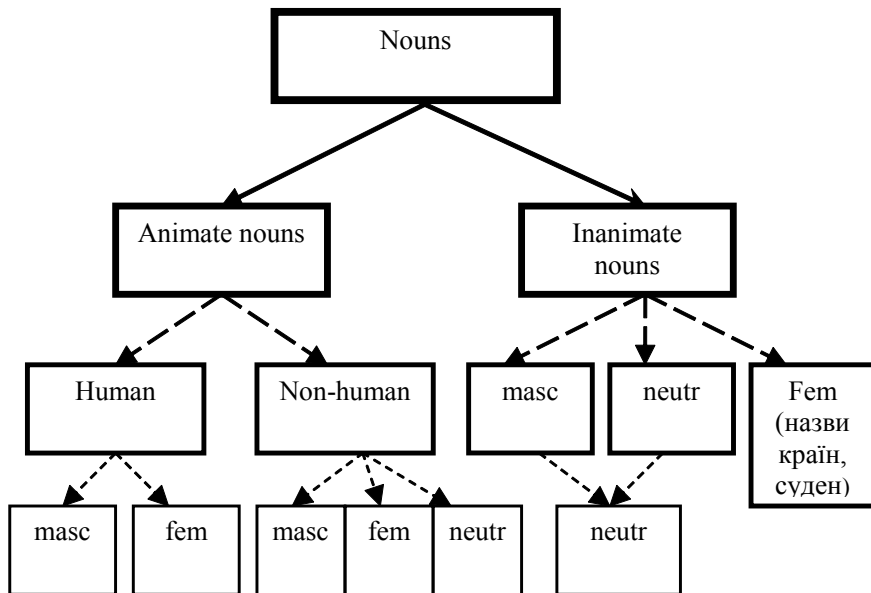 Nouns
Animate nouns
Inanimate
nouns
Human
Non-human
masc
neutr
Fem
(назви
країн,
суден)
masc
fem
masc
fem
neutr
neutr